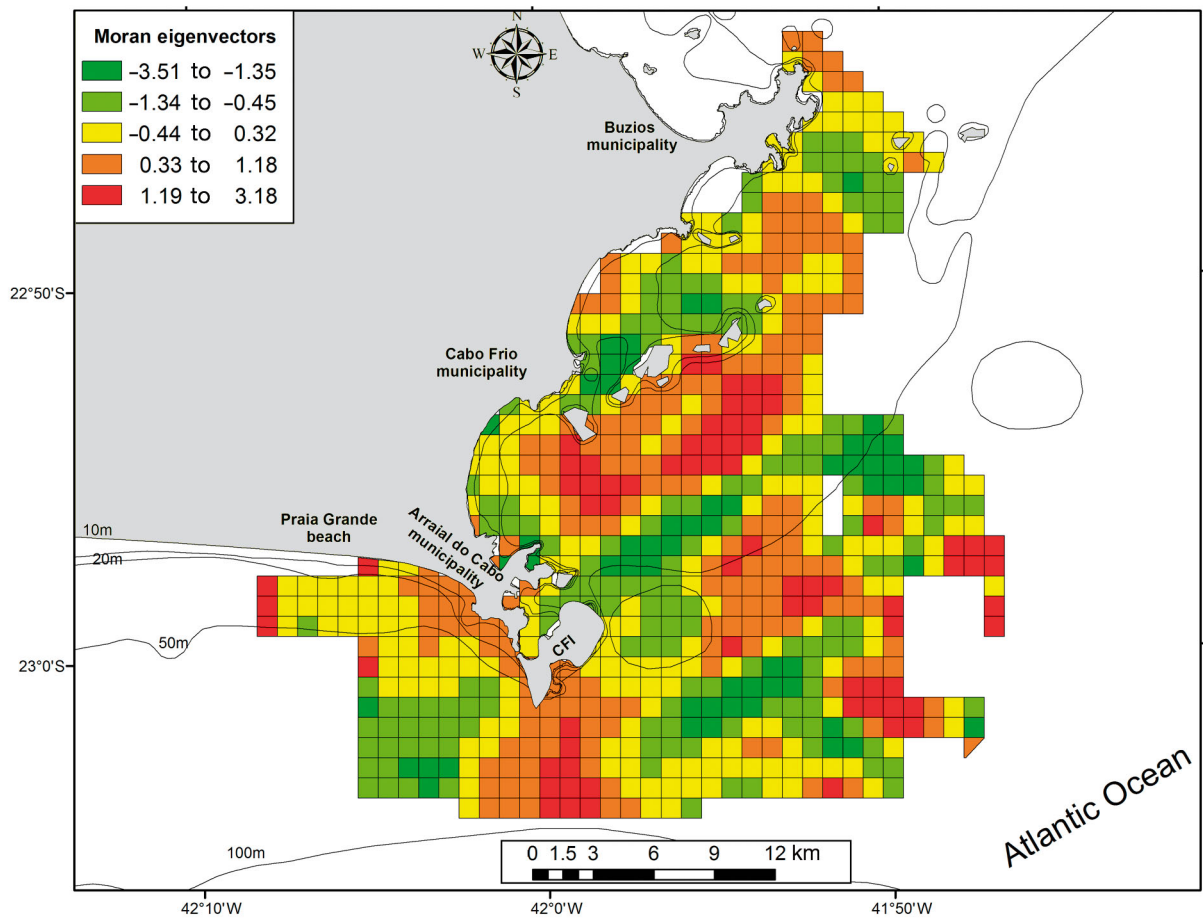 Moran eigenvectors
−3.51 to −1.35
−1.34 to −0.45
−0.44 to 0.32
0.33 to 1.18
1.19 to 3.18
N
W E
S
Buzios
municipality
22°50'S
Cabo Frio
municipality
Praia Grande
beach
Arraial do Cabo
municipality
10m
20m
50m
CFI
23°0'S
100m
0 1.5 3 6 9 12 km
Atlantic Ocean
42°10'W 42°0'W 41°50'W